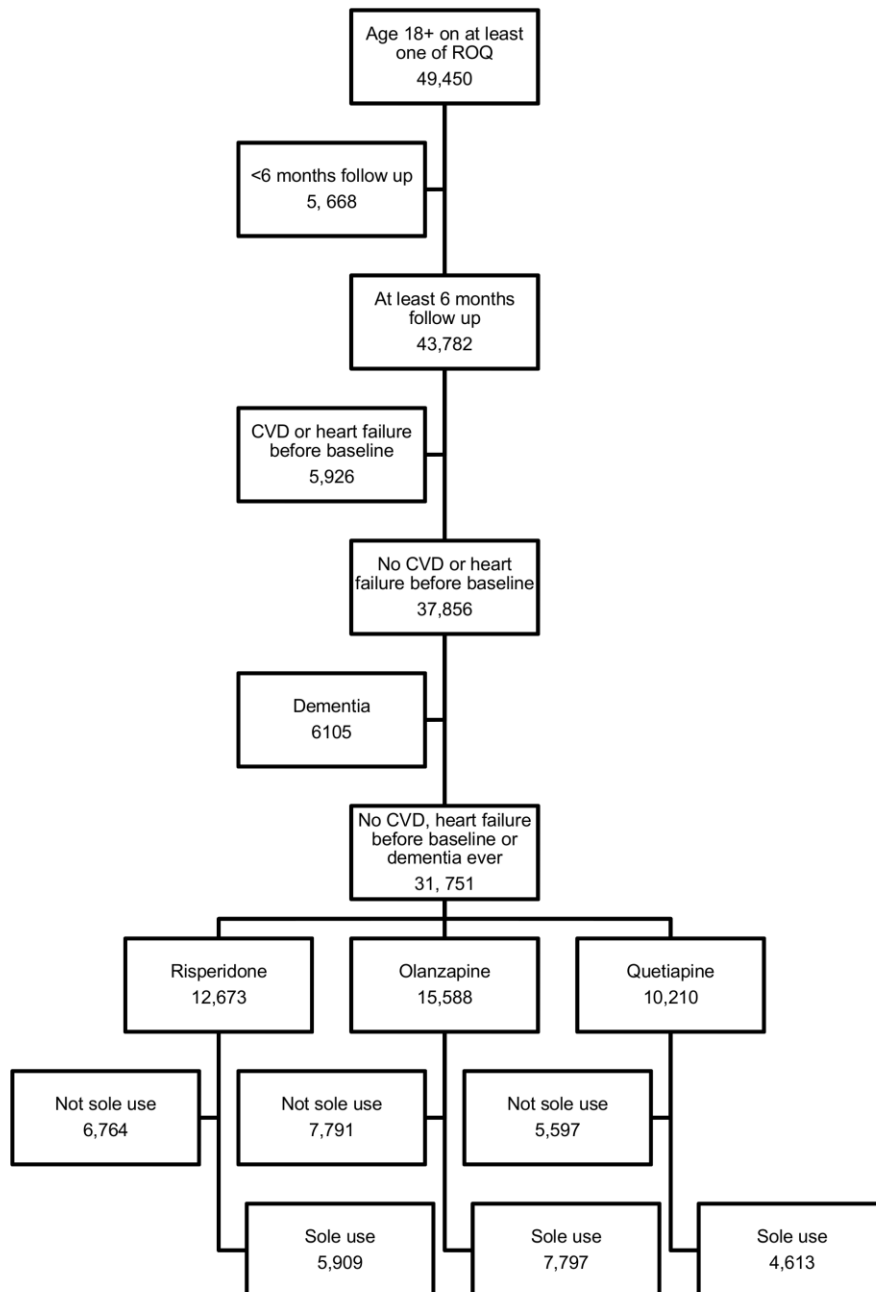 Age 18+ on at least
one of ROQ
49,450
<6 months follow up
5, 668
At least 6 months
follow up
43,782
CVD or heart failure
before baseline
5,926
No CVD or heart
failure before baseline
37,856
Dementia
6105
No CVD, heart failure
before baseline or
dementia ever
31, 751
Risperidone
12,673
Olanzapine
15,588
Quetiapine
10,210
Not sole use
6,764
Not sole use
7,791
Not sole use
5,597
Sole use
5,909
Sole use
7,797
Sole use
4,613